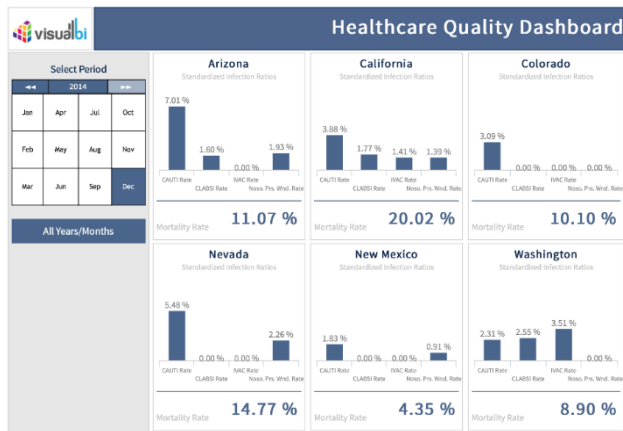 visualbi
Healthcare Quality Dashboard
Select Period
◄◄ 2014 ►►
Jan Apr Jul Oct
Feb May Aug Nov
Mar Jun Sep Dec
All Years/Months
Arizona
Standardized Infection Ratios
7.01 %
1.60 %
0.00 %
1.93 %
CAUTI Rate
CLABSI Rate
IVAC Rate
Noso. Prs. Wnd. Rate
Mortality Rate 11.07 %
California
Standardized Infection Ratios
3.88 %
1.77 %
1.41 %
1.39 %
CAUTI Rate
CLABSI Rate
IVAC Rate
Noso. Prs. Wnd. Rate
Mortality Rate 20.02 %
Colorado
Standardized Infection Ratios
3.09 %
0.00 %
0.00 %
0.00 %
CAUTI Rate
CLABSI Rate
IVAC Rate
Noso. Prs. Wnd. Rate
Mortality Rate 10.10 %
Nevada
Standardized Infection Ratios
5.48 %
0.00 %
0.00 %
2.26 %
CAUTI Rate
CLABSI Rate
IVAC Rate
Noso. Prs. Wnd. Rate
Mortality Rate 14.77 %
New Mexico
Standardized Infection Ratios
1.83 %
0.00 %
0.00 %
0.91 %
CAUTI Rate
CLABSI Rate
IVAC Rate
Noso. Prs. Wnd. Rate
Mortality Rate 4.35 %
Washington
Standardized Infection Ratios
2.31 %
2.55 %
3.51 %
0.00 %
CAUTI Rate
CLABSI Rate
IVAC Rate
Noso. Prs. Wnd. Rate
Mortality Rate 8.90 %